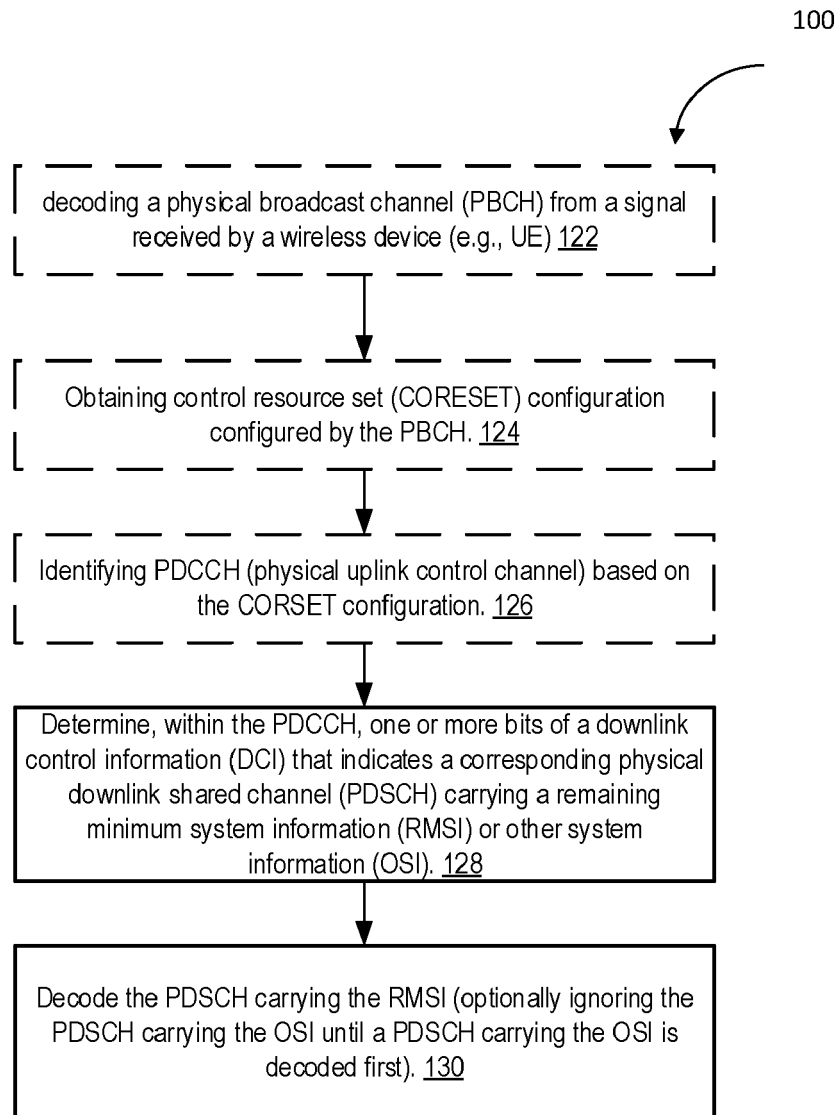 100
decoding a physical broadcast channel (PBCH) from a signal
received by a wireless device (e.g., UE) 122
Obtaining control resource set (CORESET) configuration
configured by the PBCH. 124
Identifying PDCCH (physical uplink control channel) based on
the CORSET configuration. 126
Determine, within the PDCCH, one or more bits of a downlink
control information (DCI) that indicates a corresponding physical
downlink shared channel (PDSCH) carrying a remaining
minimum system information (RMSI) or other system
information (OSI). 128
Decode the PDSCH carrying the RMSI (optionally ignoring the
PDSCH carrying the OSI until a PDSCH carrying the OSI is
decoded first). 130